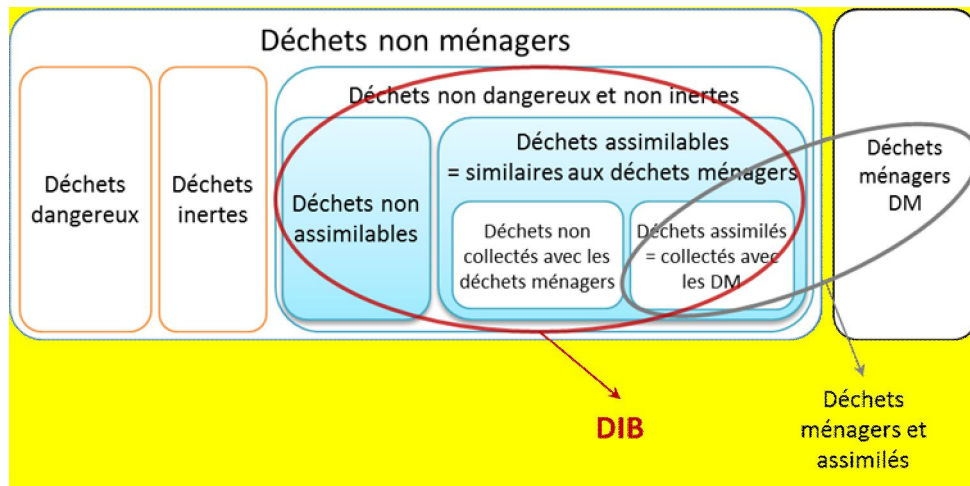 Déchets non ménagers
Déchets
dangereux
Déchets
inertes
Déchets non dangereux et non inertes
Déchets non
assimilables
Déchets assimilables
= similaires aux déchets ménagers
Déchets non
collectés avec les
déchets ménagers
Déchets assimilés
= collectés avec
les DM
Déchets
ménagers
DM
DIB
Déchets
ménagers et
assimilés